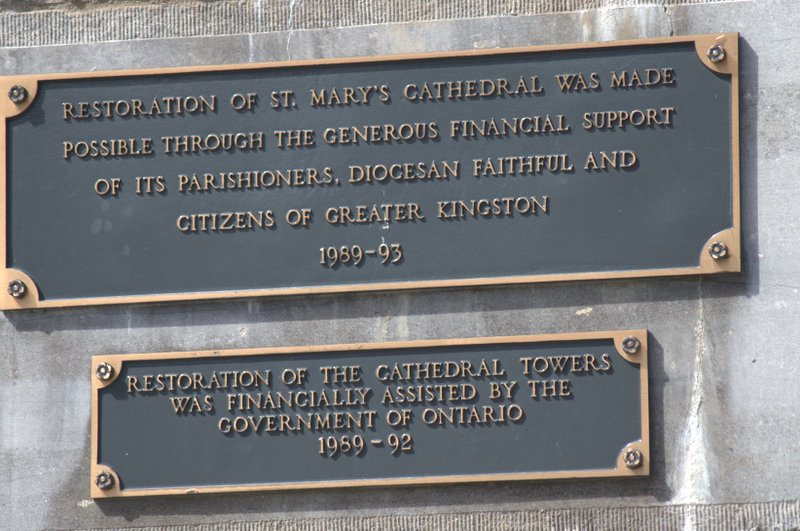 RESTORATION OF ST. MARY'S CATHEDRAL WAS MADE
POSSIBLE THROUGH THE GENEROUS FINANCIAL SUPPORT
OF ITS PARISHIONERS, DIOCESAN FAITHFUL AND
CITIZENS OF GREATER KINGSTON
1989-93
RESTORATION OF THE CATHEDRAL TOWERS
WAS FINANCIALLY ASSISTED BY THE
GOVERNMENT OF ONTARIO
1989-92